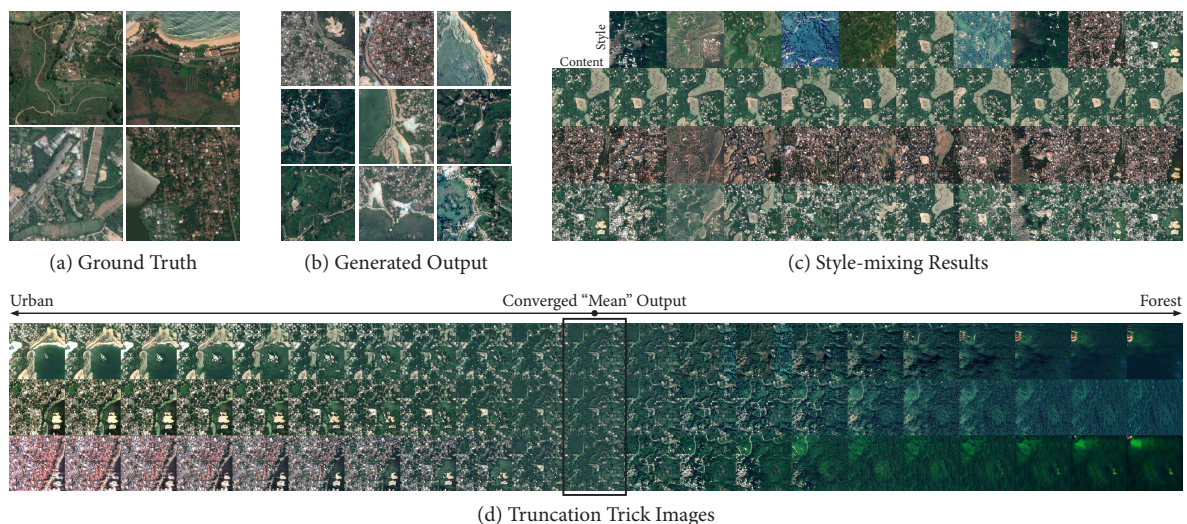 Style
Content
(a) Ground Truth
(b) Generated Output
(c) Style-mixing Results
Urban
Converged “Mean” Output
Forest
(d) Truncation Trick Images